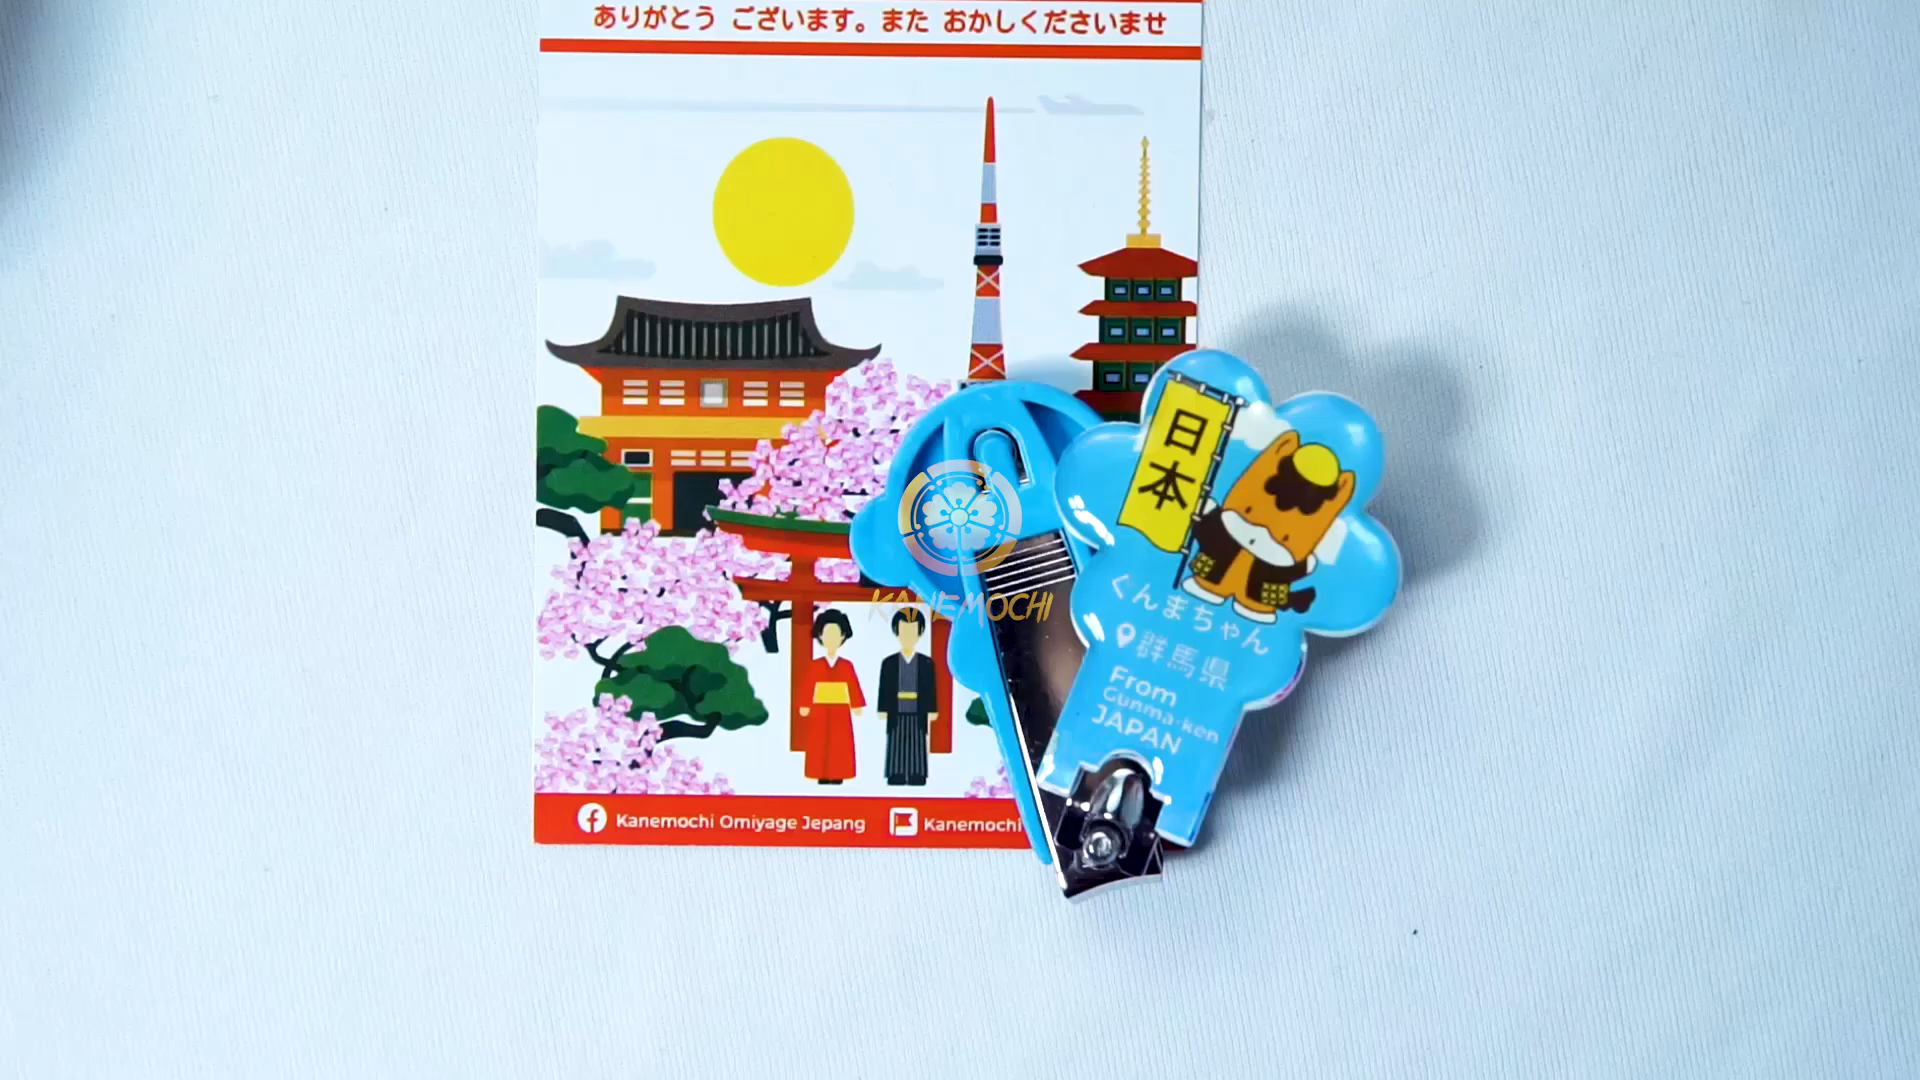 ありがとう ございます。また おかしくださいませ
日本
くんまちゃん
群馬県
From
Gunma-ken
JAPAN
KANEMOCHI
Kanemochi Omiyage Jepang
Kanemochi